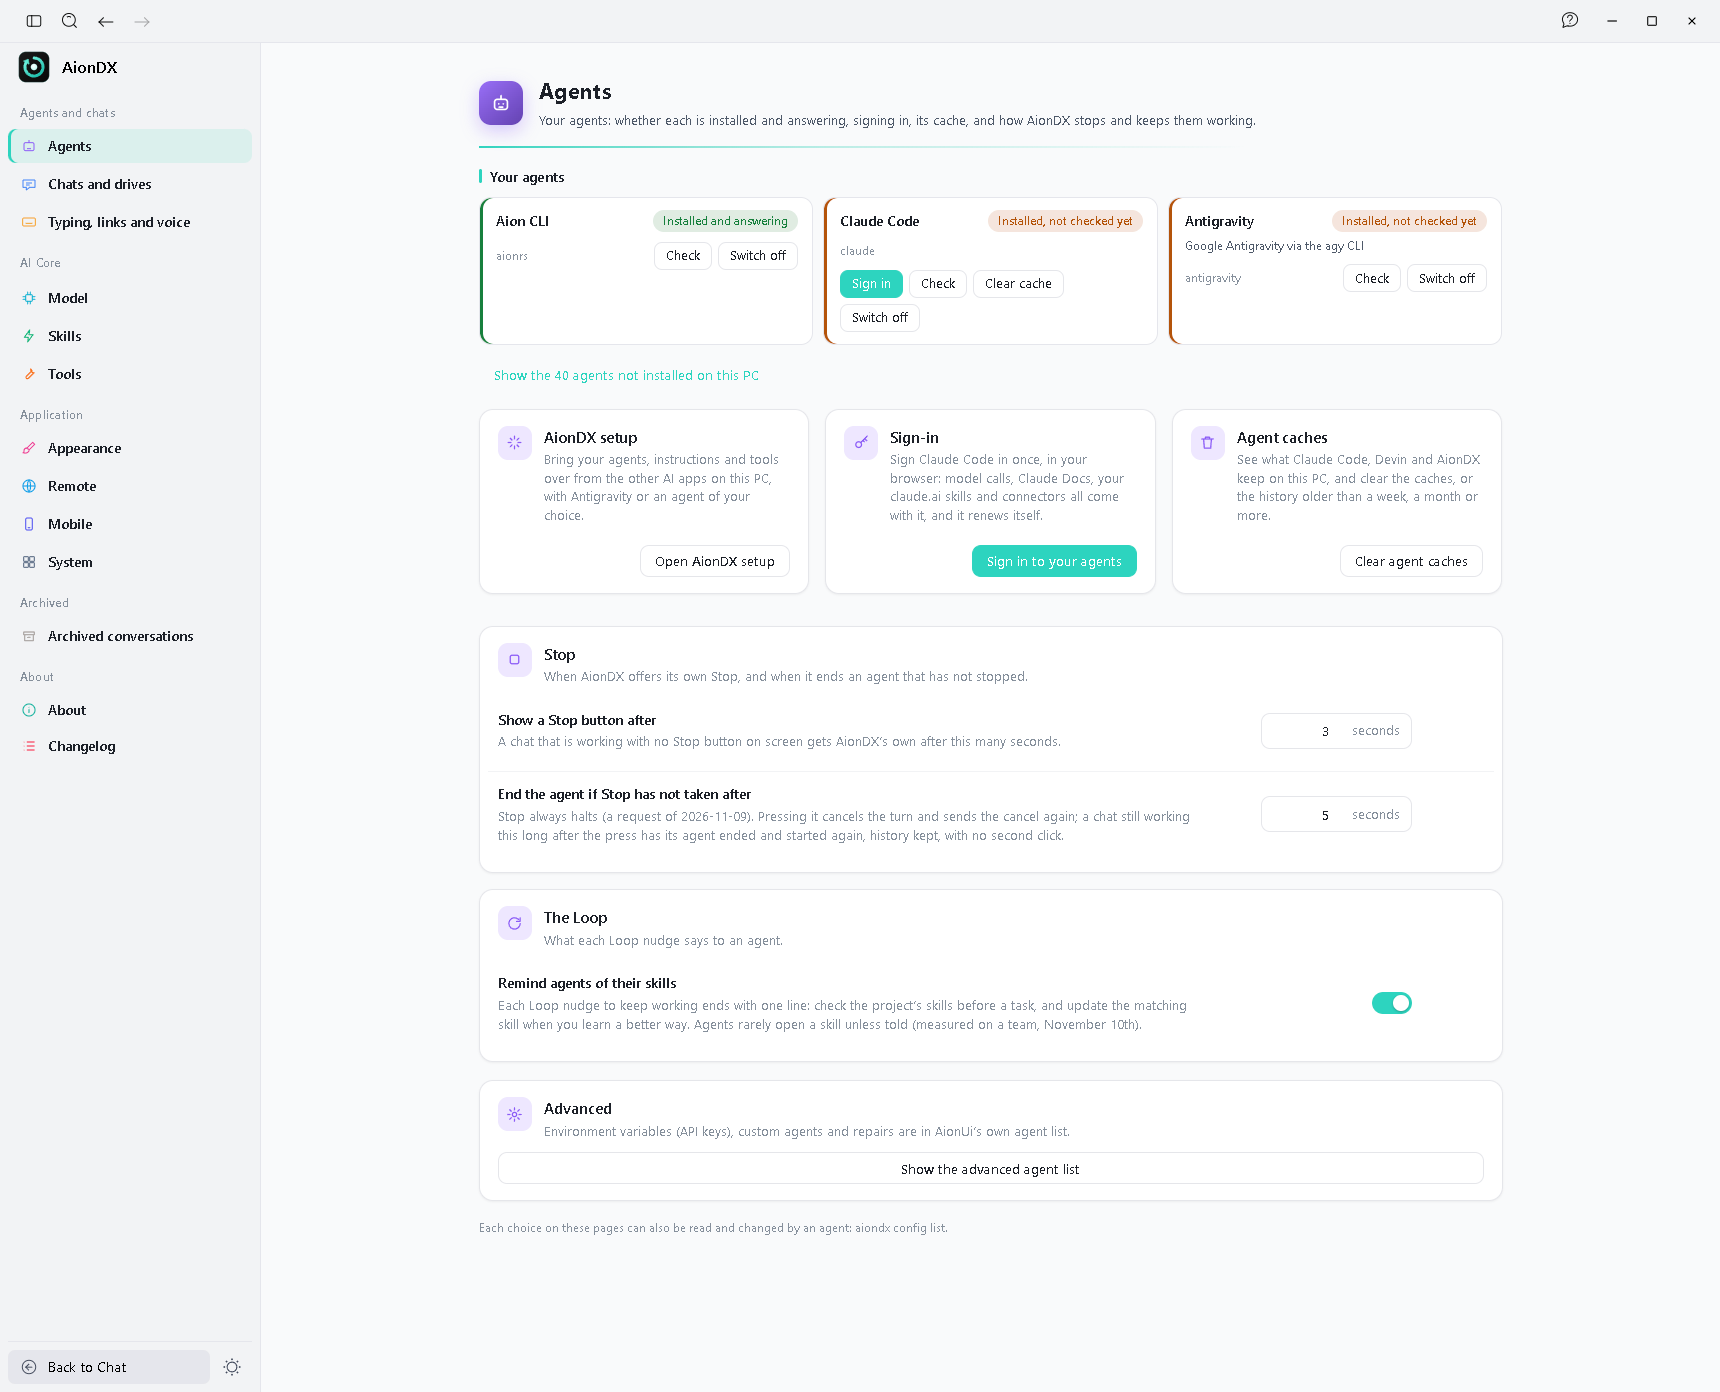 AionDX
Agents and chats
Agents
Chats and drives
Typing, links and voice
AI Core
Model
Skills
Tools
Application
Appearance
Remote
Mobile
System
Archived
Archived conversations
About
About
Changelog
Back to Chat
Agents
Your agents: whether each is installed and answering, signing in, its cache, and how AionDX stops and keeps them working.
Your agents
Aion CLI
Installed and answering
aionrs
Check
Switch off
Claude Code
Installed, not checked yet
claude
Sign in
Check
Clear cache
Switch off
Antigravity
Installed, not checked yet
Google Antigravity via the agy CLI
antigravity
Check
Switch off
Show the 40 agents not installed on this PC
AionDX setup
Bring your agents, instructions and tools
over from the other AI apps on this PC,
with Antigravity or an agent of your
choice.
Open AionDX setup
Sign-in
Sign Claude Code in once, in your
browser: model calls, Claude Docs, your
claude.ai skills and connectors all come
with it, and it renews itself.
Sign in to your agents
Agent caches
See what Claude Code, Devin and AionDX
keep on this PC, and clear the caches, or
the history older than a week, a month or
more.
Clear agent caches
Stop
When AionDX offers its own Stop, and when it ends an agent that has not stopped.
Show a Stop button after
A chat that is working with no Stop button on screen gets AionDX's own after this many seconds.
3 seconds
End the agent if Stop has not taken after
Stop always halts (a request of 2026-11-09). Pressing it cancels the turn and sends the cancel again; a chat still working
this long after the press has its agent ended and started again, history kept, with no second click.
5 seconds
The Loop
What each Loop nudge says to an agent.
Remind agents of their skills
Each Loop nudge to keep working ends with one line: check the project's skills before a task, and update the matching
skill when you learn a better way. Agents rarely open a skill unless told (measured on a team, November 10th).
Advanced
Environment variables (API keys), custom agents and repairs are in AionUi's own agent list.
Show the advanced agent list
Each choice on these pages can also be read and changed by an agent: aiondx config list.